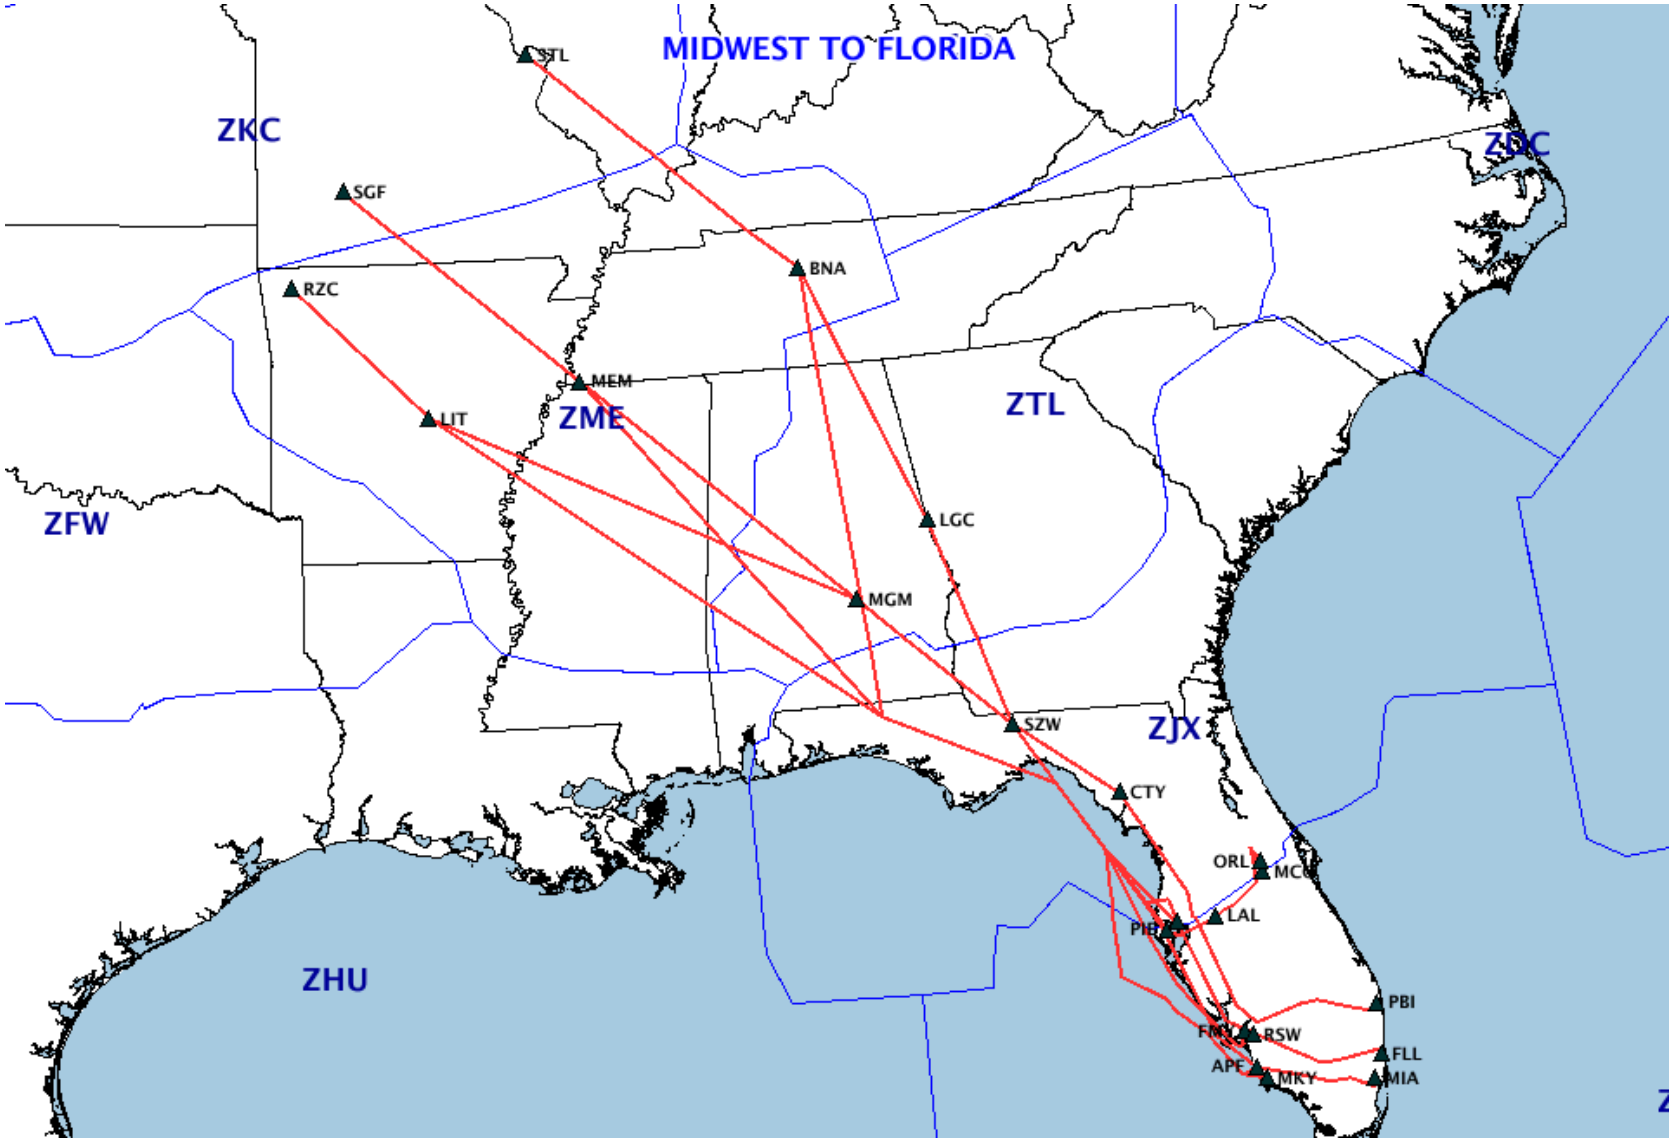 MIDWEST TO FLORIDA
STL
ZKC
ZDC
SGF
BNA
RZC
MEM
ZME
ZTL
LIT
ZFW
LGC
MGM
SZW
ZJX
CTY
ORL
MCO
LAL
PIE
ZHU
PBI
RSW
FLL
APF
MKY
MIA
Z